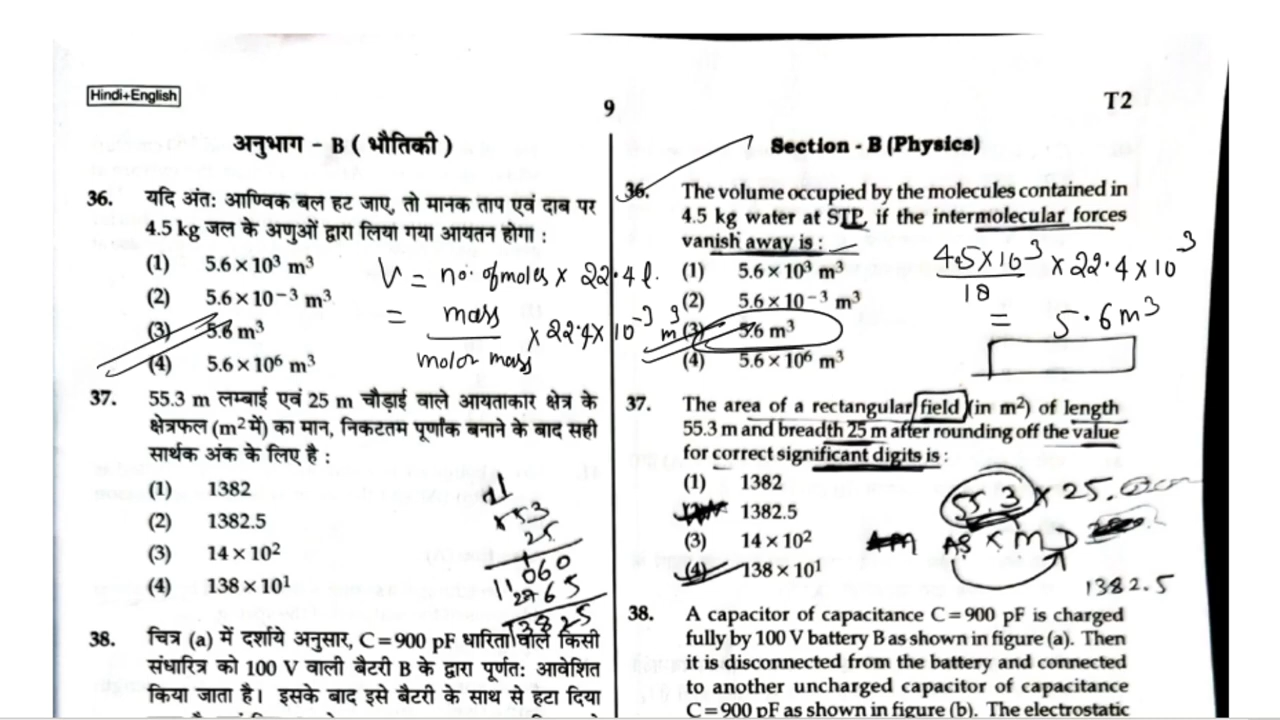 Hindi+English
9
T2
अनुभाग - B ( भौतिकी )
36. यदि अंतः आण्विक बल हट जाए, तो मानक ताप एवं दाब पर
4.5 kg जल के अणुओं द्वारा लिया गया आयतन होगा :
(1) 5.6 × 10³ m³
(2) 5.6 × 10⁻³ m³
(3) 5.6 m³
(4) 5.6 × 10⁶ m³
V = no. of moles × 22.4 l.
= mass / molar mass × 22.4 × 10⁻³ m³
37. 55.3 m लम्बाई एवं 25 m चौड़ाई वाले आयताकार क्षेत्र के
क्षेत्रफल (m² में) का मान, निकटतम पूर्णांक बनाने के बाद सही
सार्थक अंक के लिए है :
(1) 1382
(2) 1382.5
(3) 14 × 10²
(4) 138 × 10¹
11
553
25
11060
2765
13825
38. चित्र (a) में दर्शाये अनुसार, C = 900 pF धारिता वाले किसी
संधारित्र को 100 V वाली बैटरी B के द्वारा पूर्णतः आवेशित
किया जाता है। इसके बाद इसे बैटरी के साथ से हटा दिया
Section - B (Physics)
36. The volume occupied by the molecules contained in
4.5 kg water at STP, if the intermolecular forces
vanish away is :
(1) 5.6 × 10³ m³
(2) 5.6 × 10⁻³ m³
(3) 5.6 m³
(4) 5.6 × 10⁶ m³
4.5 × 10³ / 18 × 22.4 × 10³
= 5.6 m³
37. The area of a rectangular field (in m²) of length
55.3 m and breadth 25 m after rounding off the value
for correct significant digits is :
(1) 1382
(2) 1382.5
(3) 14 × 10²
(4) 138 × 10¹
55.3 × 25.
AS × M D
1382.5
38. A capacitor of capacitance C = 900 pF is charged
fully by 100 V battery B as shown in figure (a). Then
it is disconnected from the battery and connected
to another uncharged capacitor of capacitance
C = 900 pF as shown in figure (b). The electrostatic